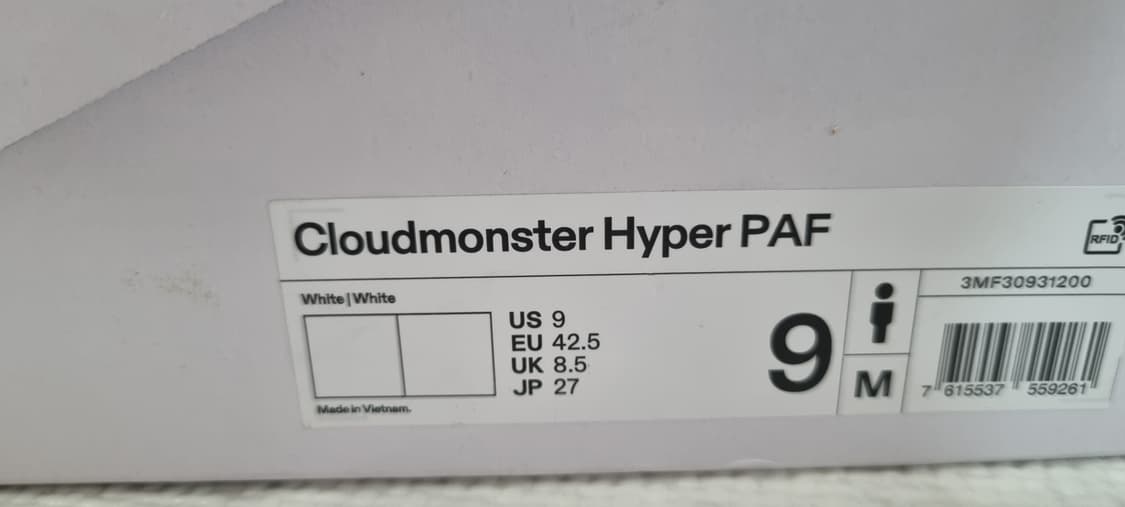 Cloudmonster Hyper PAF
RFID
White | White
US 9
EU 42.5
UK 8.5
JP 27
Made in Vietnam.
9
M
3MF30931200
7 615537 559261